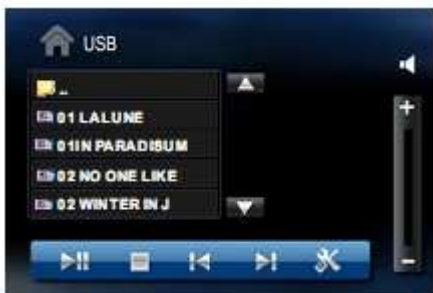 USB
..
01 LALUNE
01IN PARADISUM
02 NO ONE LIKE
02 WINTER IN J
+
-